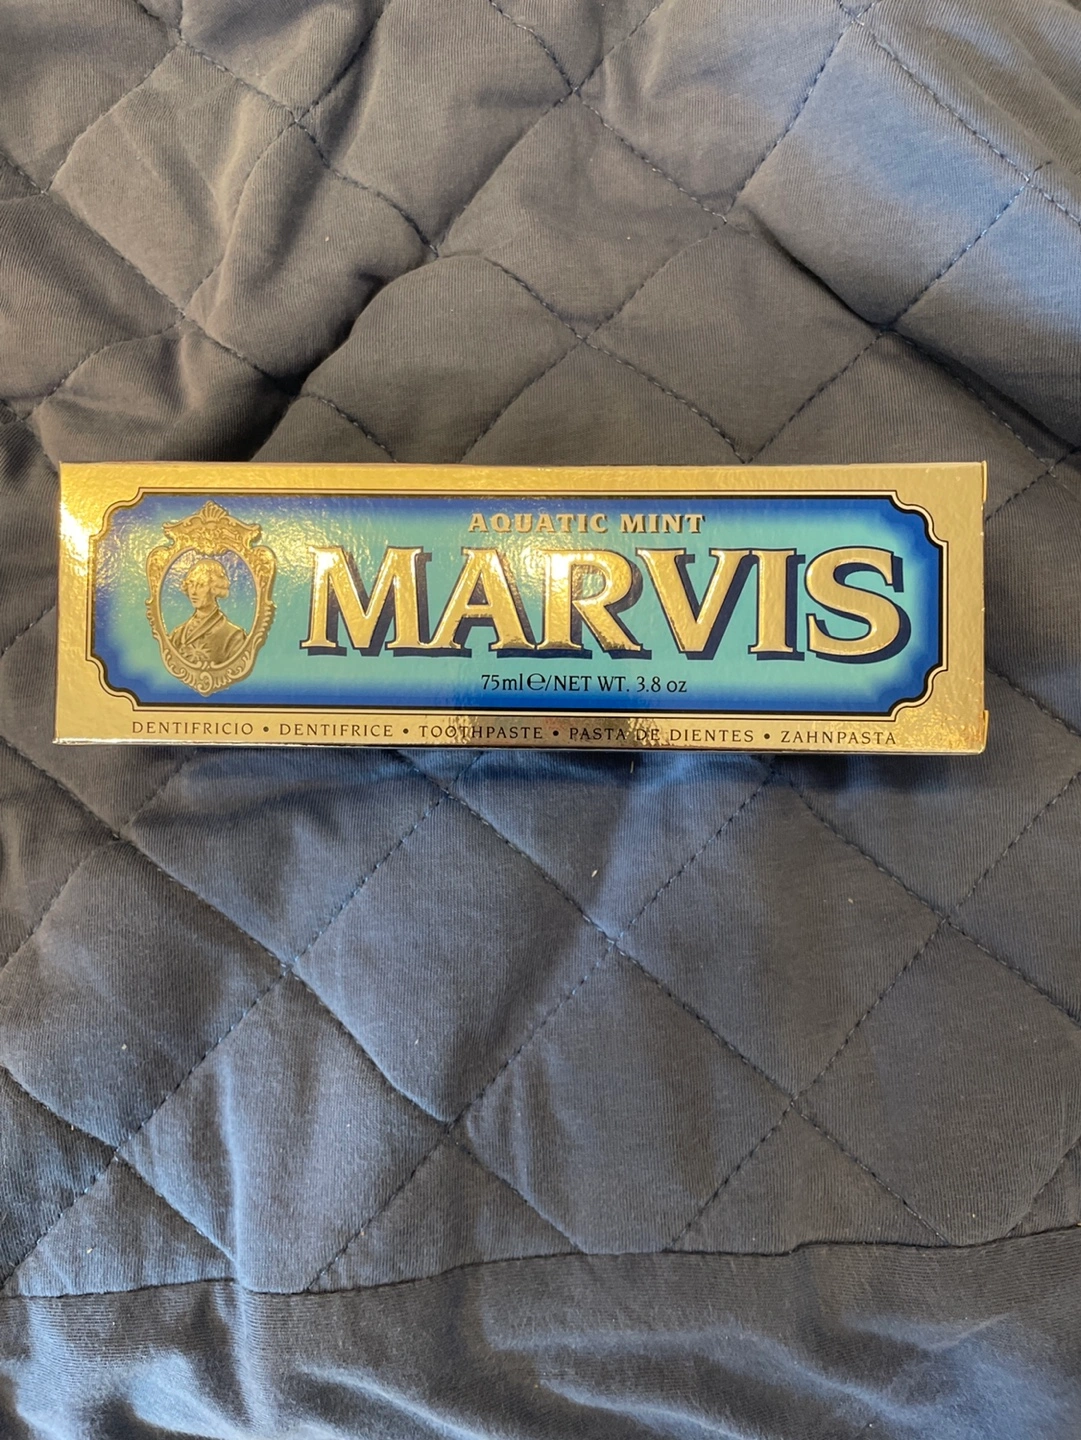 AQUATIC MINT
MARVIS
75ml ℮/NET WT. 3.8 oz
DENTIFRICIO • DENTIFRICE • TOOTHPASTE • PASTA DE DIENTES • ZAHNPASTA